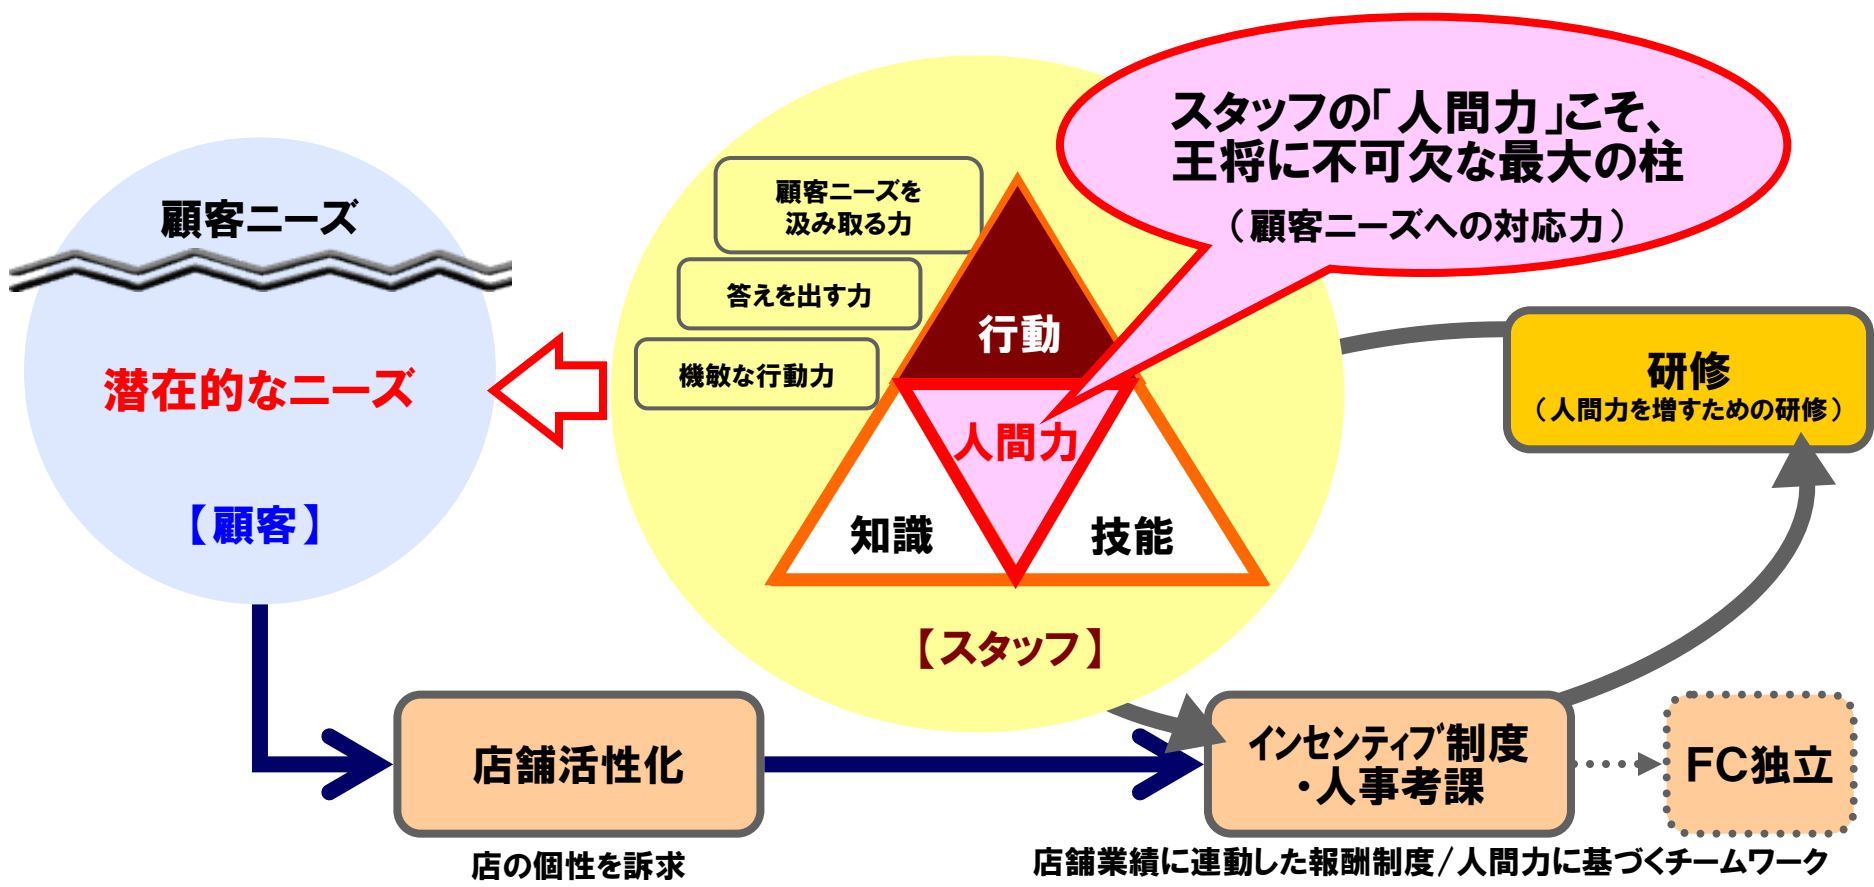 スタッフの「人間力」こそ、
王将に不可欠な最大の柱
（顧客ニーズへの対応力）
顧客ニーズ
潜在的なニーズ
【顧客】
顧客ニーズを
汲み取る力
答えを出す力
機敏な行動力
行動
人間力
知識
技能
【スタッフ】
研修
（人間力を増すための研修）
店舗活性化
店の個性を訴求
インセンティブ制度
・人事考課
FC独立
店舗業績に連動した報酬制度/人間力に基づくチームワーク